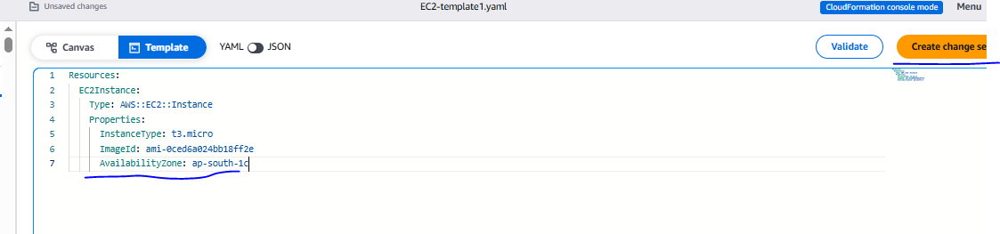 Unsaved changes
EC2-template1.yaml
CloudFormation console mode
Menu
Canvas
Template
YAML
JSON
Validate
Create change se
1 Resources:
2 EC2Instance:
3 Type: AWS::EC2::Instance
4 Properties:
5 InstanceType: t3.micro
6 ImageId: ami-0ced6a024bb18ff2e
7 AvailabilityZone: ap-south-1c